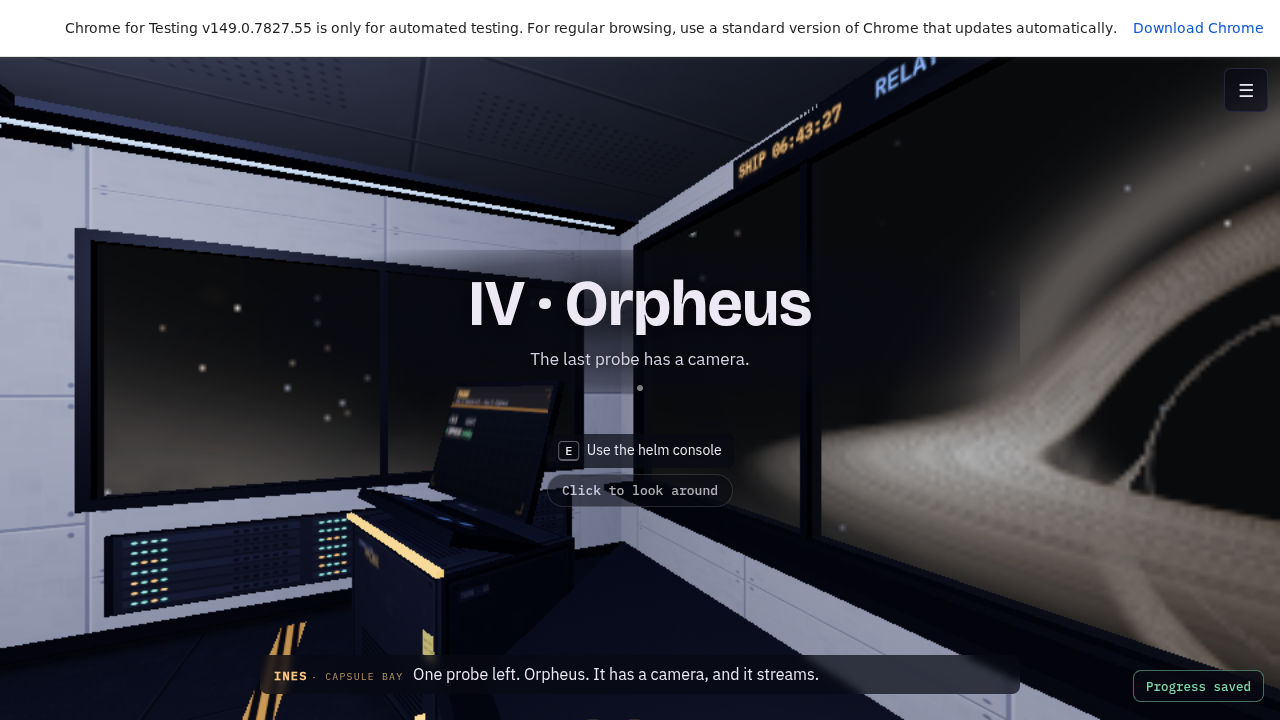 Chrome for Testing v149.0.7827.55 is only for automated testing. For regular browsing, use a standard version of Chrome that updates automatically. Download Chrome
☰
SHIP 06:43:27
IV · Orpheus
The last probe has a camera.
E Use the helm console
Click to look around
INES · CAPSULE BAY One probe left. Orpheus. It has a camera, and it streams.
Progress saved